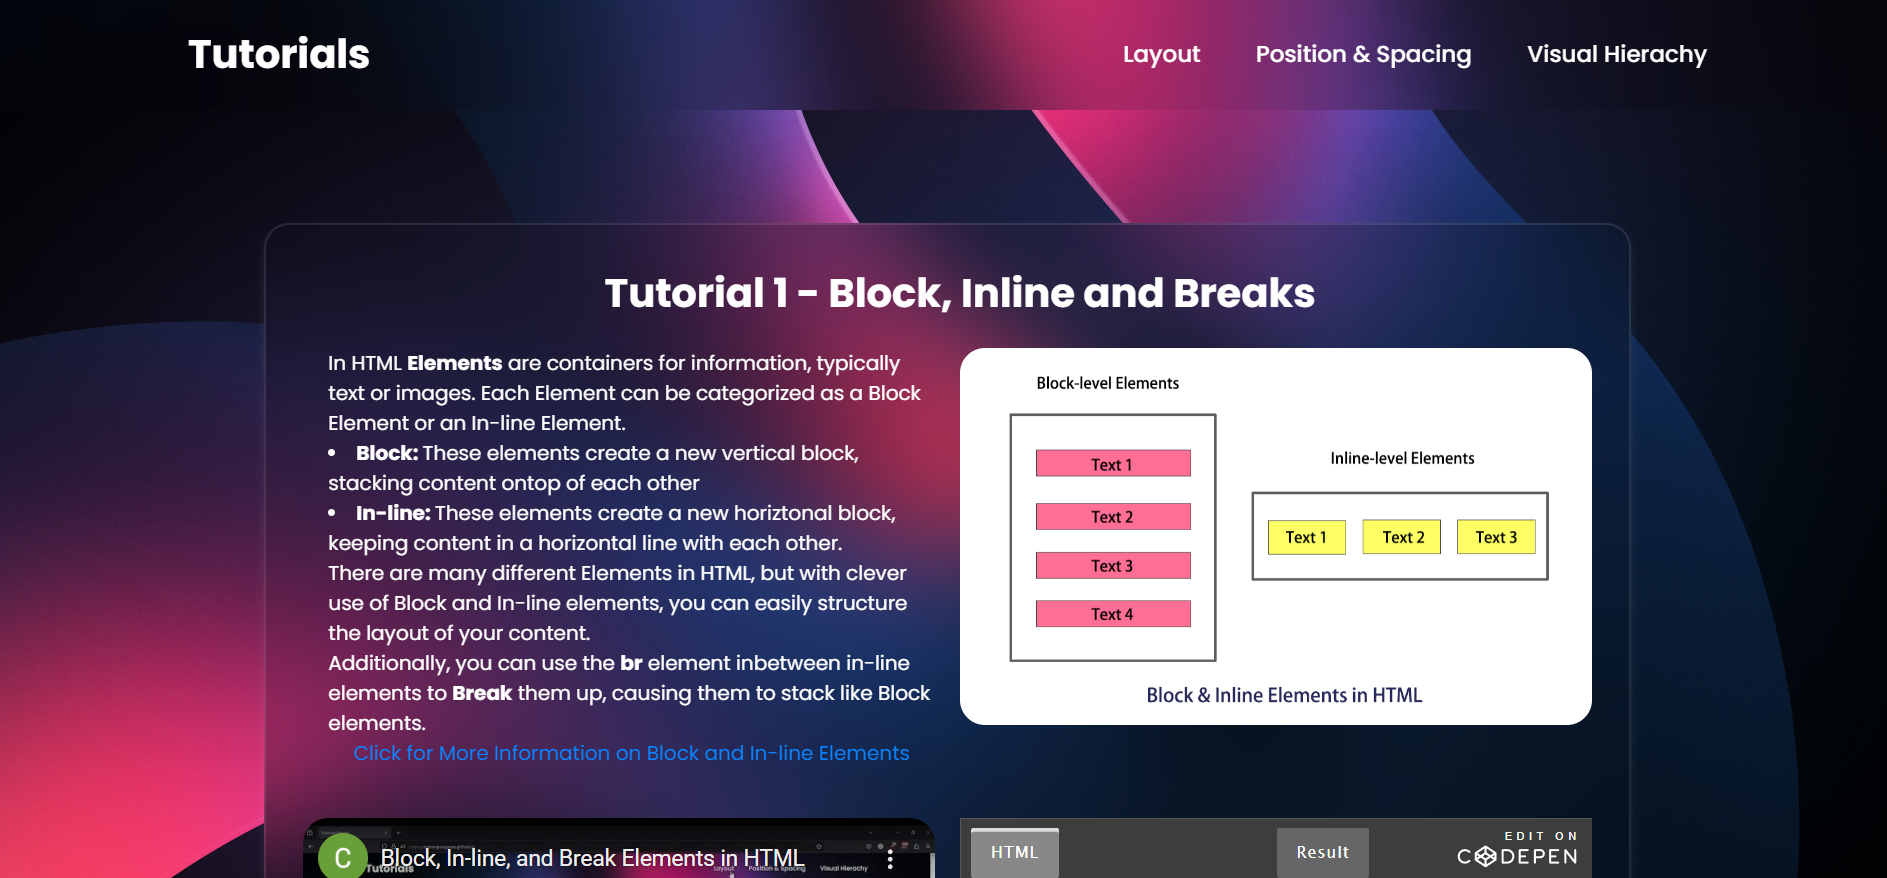 Tutorials
Layout
Position & Spacing
Visual Hierachy
Tutorial 1 - Block, Inline and Breaks
In HTML Elements are containers for information, typically
text or images. Each Element can be categorized as a Block
Element or an In-line Element.
• Block: These elements create a new vertical block,
stacking content ontop of each other
• In-line: These elements create a new horiztonal block,
keeping content in a horizontal line with each other.
There are many different Elements in HTML, but with clever
use of Block and In-line elements, you can easily structure
the layout of your content.
Additionally, you can use the br element inbetween in-line
elements to Break them up, causing them to stack like Block
elements.
Click for More Information on Block and In-line Elements
Block-level Elements
Text 1
Text 2
Text 3
Text 4
Inline-level Elements
Text 1
Text 2
Text 3
Block & Inline Elements in HTML
C
Block, In-line, and Break Elements in HTML
Tutorials
Layout
Position & Spacing
Visual Hierachy
HTML
Result
EDIT ON
CODEPEN